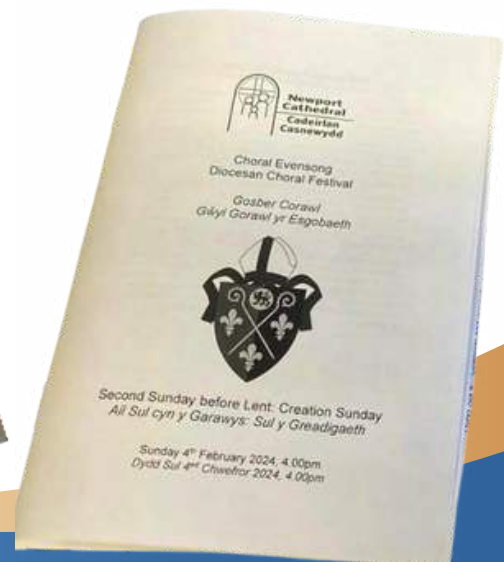 Newport
Cathedral
Cadeirlan
Casnewydd
Choral Evensong
Diocesan Choral Festival
Gosber Corawl
Gŵyl Gorawl yr Esgobaeth
Second Sunday before Lent: Creation Sunday
Ail Sul cyn y Garawys: Sul y Greadigaeth
Sunday 4th February 2024, 4.00pm
Dydd Sul 4ydd Chwefror 2024, 4.00pm